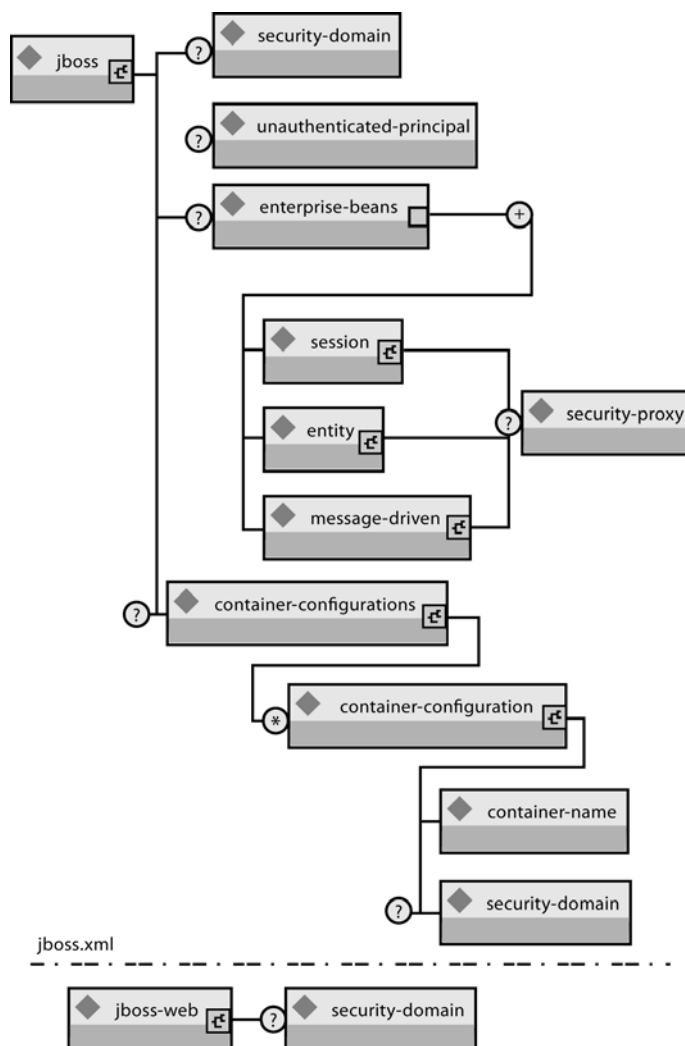 security-domain
jboss
?
unauthenticated-principal
?
enterprise-beans
?
+
session
security-proxy
?
entity
message-driven
container-configurations
?
container-configuration
*
container-name
security-domain
?
jboss.xml
jboss-web
?
security-domain